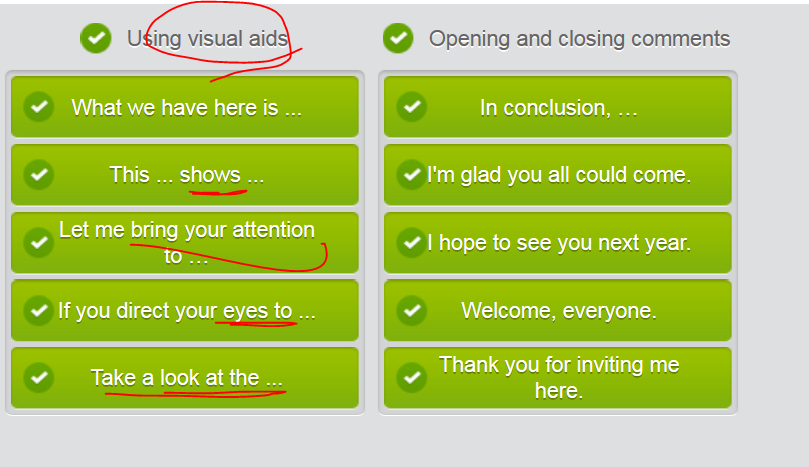 Using visual aids
What we have here is ...
This ... shows ...
Let me bring your attention
to ...
If you direct your eyes to ...
Take a look at the ...
Opening and closing comments
In conclusion, ...
I'm glad you all could come.
I hope to see you next year.
Welcome, everyone.
Thank you for inviting me
here.